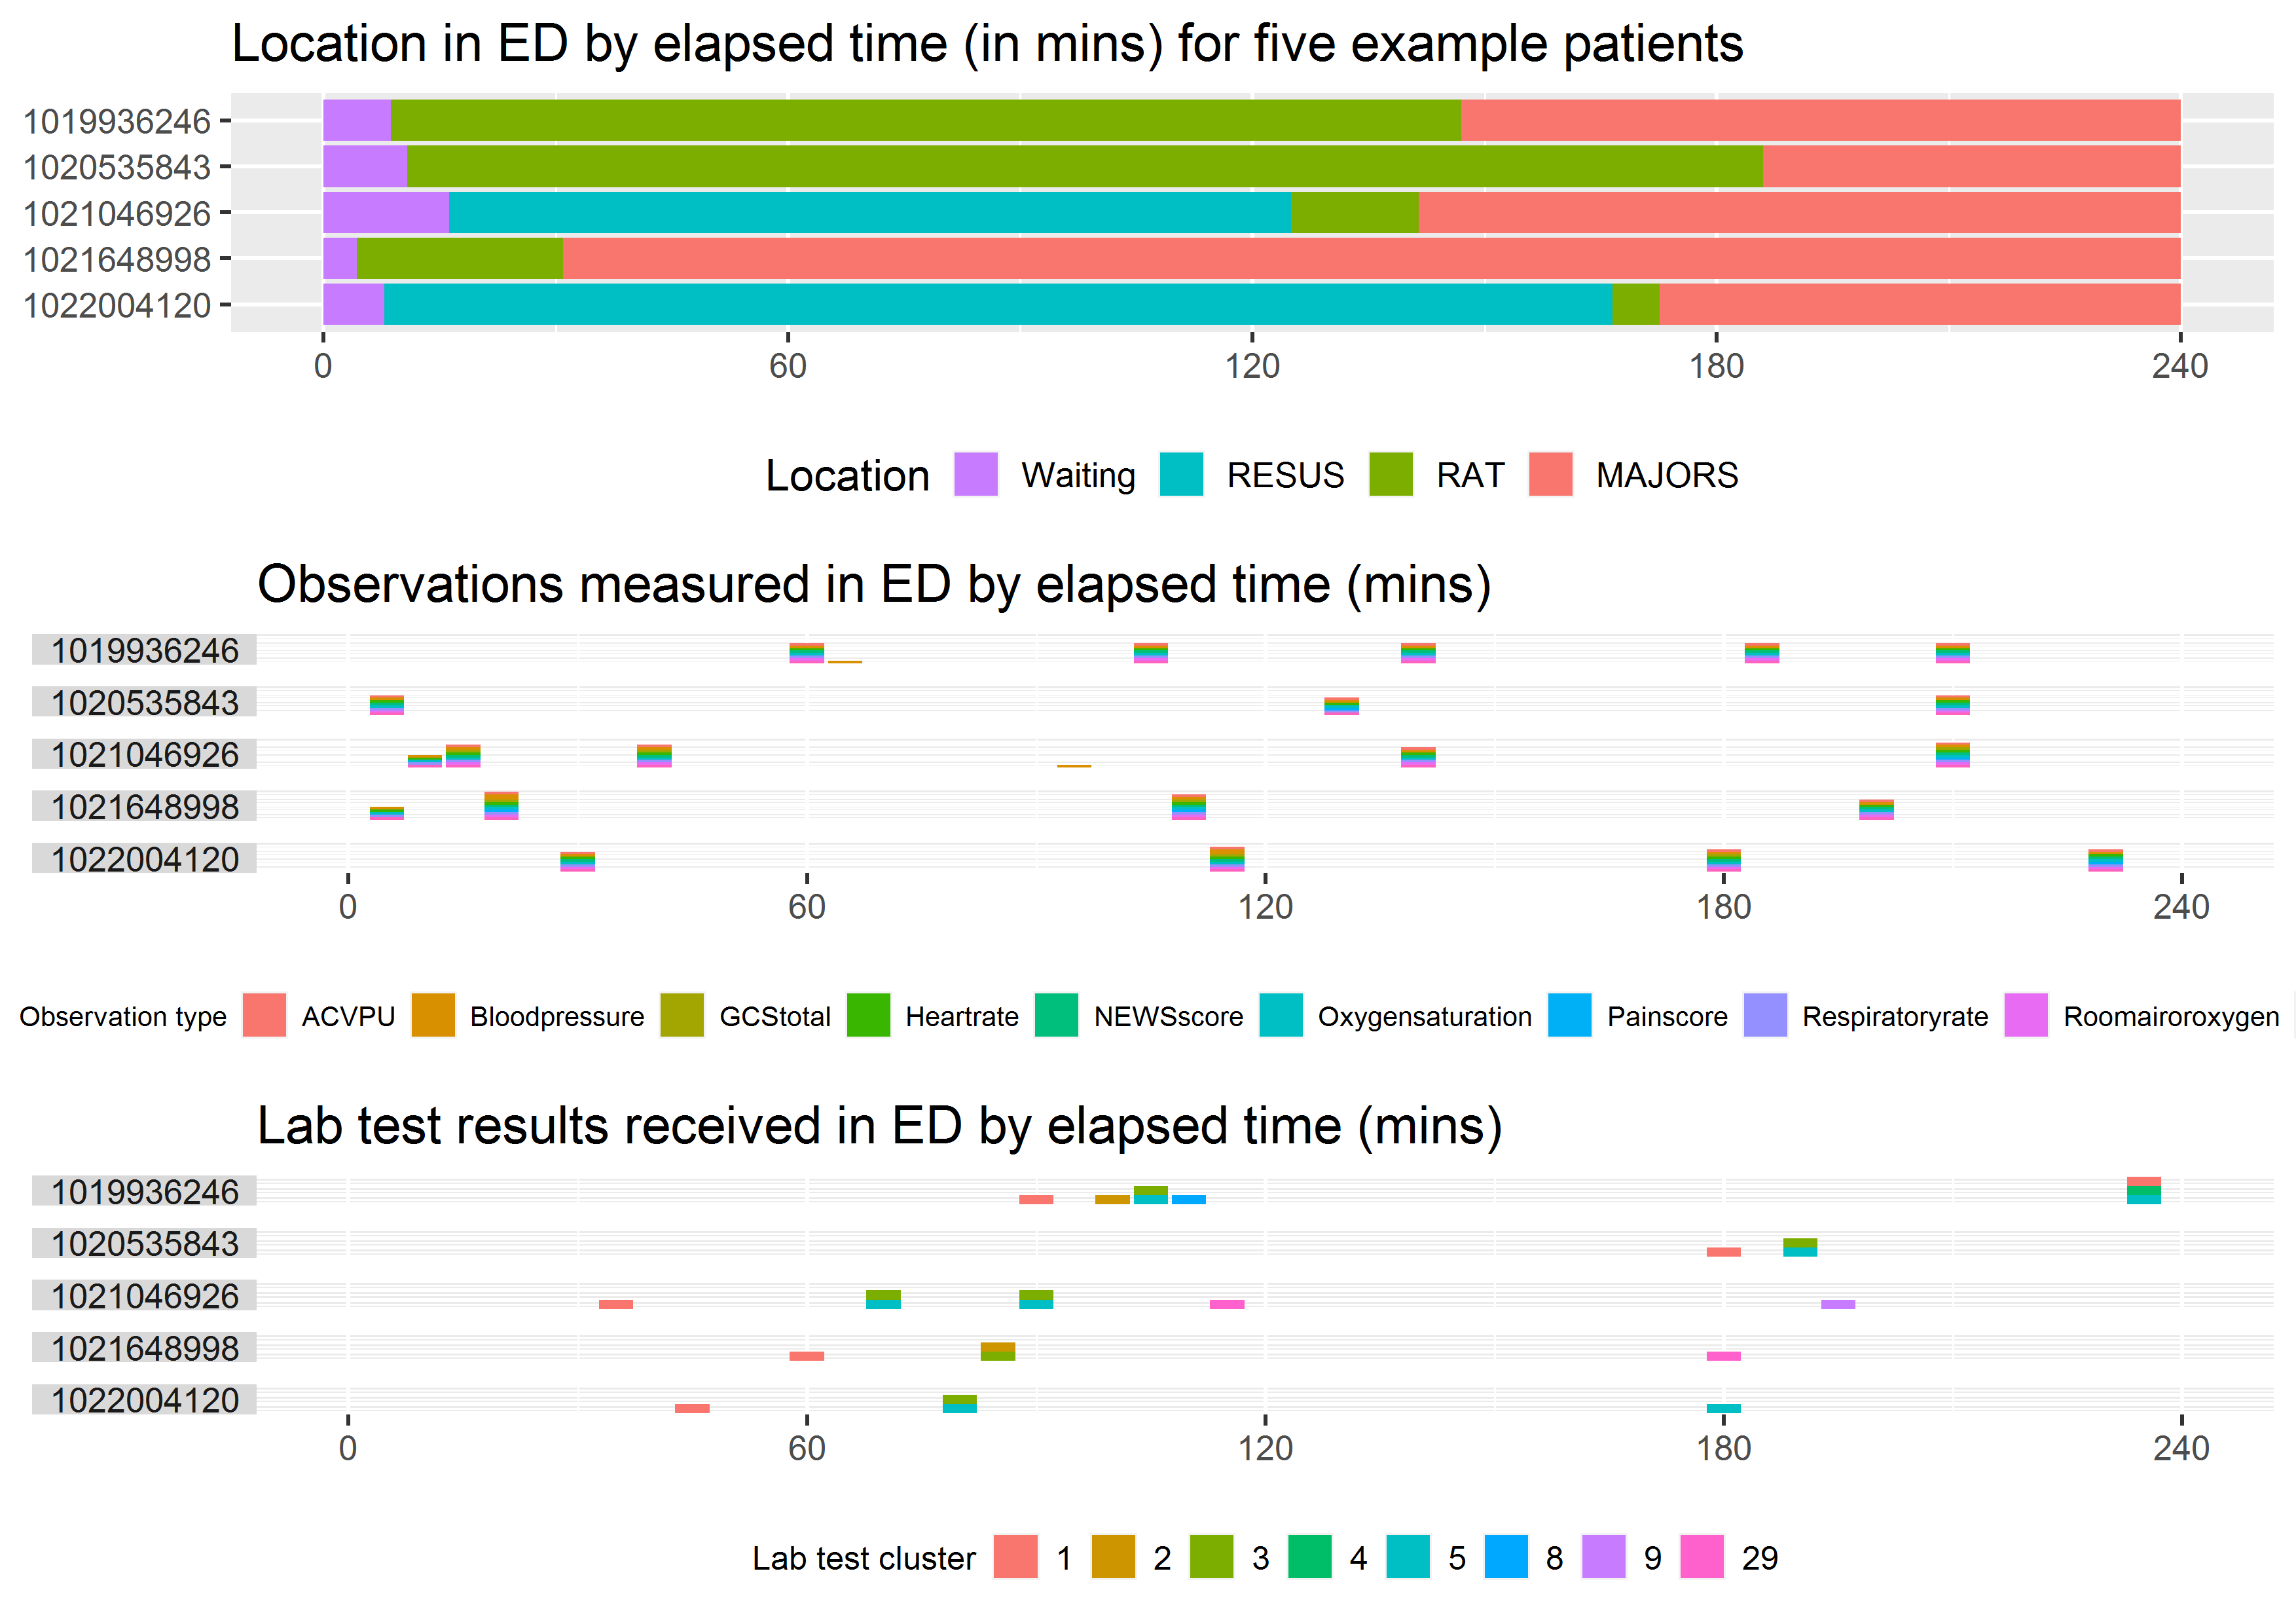 Location in ED by elapsed time (in mins) for five example patients
1019936246
1020535843
1021046926
1021648998
1022004120
0 60 120 180 240
Location Waiting RESUS RAT MAJORS
Observations measured in ED by elapsed time (mins)
1019936246
1020535843
1021046926
1021648998
1022004120
0 60 120 180 240
Observation type ACVPU Bloodpressure GCStotal Heartrate NEWSscore Oxygensaturation Painscore Respiratoryrate Roomairoroxygen
Lab test results received in ED by elapsed time (mins)
1019936246
1020535843
1021046926
1021648998
1022004120
0 60 120 180 240
Lab test cluster 1 2 3 4 5 8 9 29